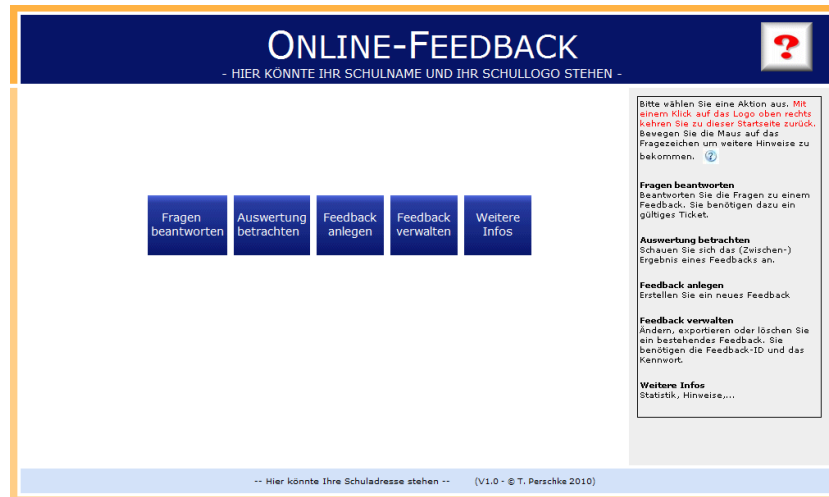 ONLINE-FEEDBACK
- HIER KÖNNTE IHR SCHULNAME UND IHR SCHULLOGO STEHEN -
?
Fragen
beantworten
Auswertung
betrachten
Feedback
anlegen
Feedback
verwalten
Weitere
Infos
Bitte wählen Sie eine Aktion aus. Mit
einem Klick auf das Logo oben rechts
kehren Sie zu dieser Startseite zurück.
Bewegen Sie die Maus auf das
Fragezeichen um weitere Hinweise zu
bekommen. ?
Fragen beantworten
Beantworten Sie die Fragen zu einem
Feedback. Sie benötigen dazu ein
gültiges Ticket.
Auswertung betrachten
Schauen Sie sich das (Zwischen-)
Ergebnis eines Feedbacks an.
Feedback anlegen
Erstellen Sie ein neues Feedback
Feedback verwalten
Ändern, exportieren oder löschen Sie
ein bestehendes Feedback. Sie
benötigen die Feedback-ID und das
Kennwort.
Weitere Infos
Statistik, Hinweise,...
-- Hier könnte Ihre Schuladresse stehen -- (V1.0 - © T. Perschke 2010)